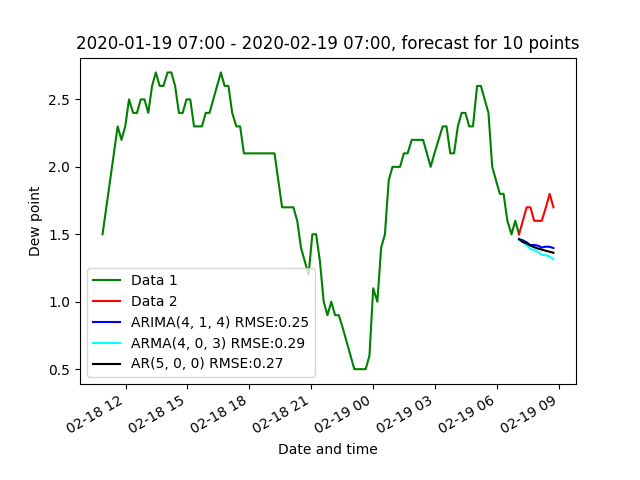 2020-01-19 07:00 - 2020-02-19 07:00, forecast for 10 points
Dew point
2.5
2.0
1.5
1.0
0.5
Data 1
Data 2
ARIMA(4, 1, 4) RMSE:0.25
ARMA(4, 0, 3) RMSE:0.29
AR(5, 0, 0) RMSE:0.27
02-18 12
02-18 15
02-18 18
02-18 21
02-19 00
02-19 03
02-19 06
02-19 09
Date and time